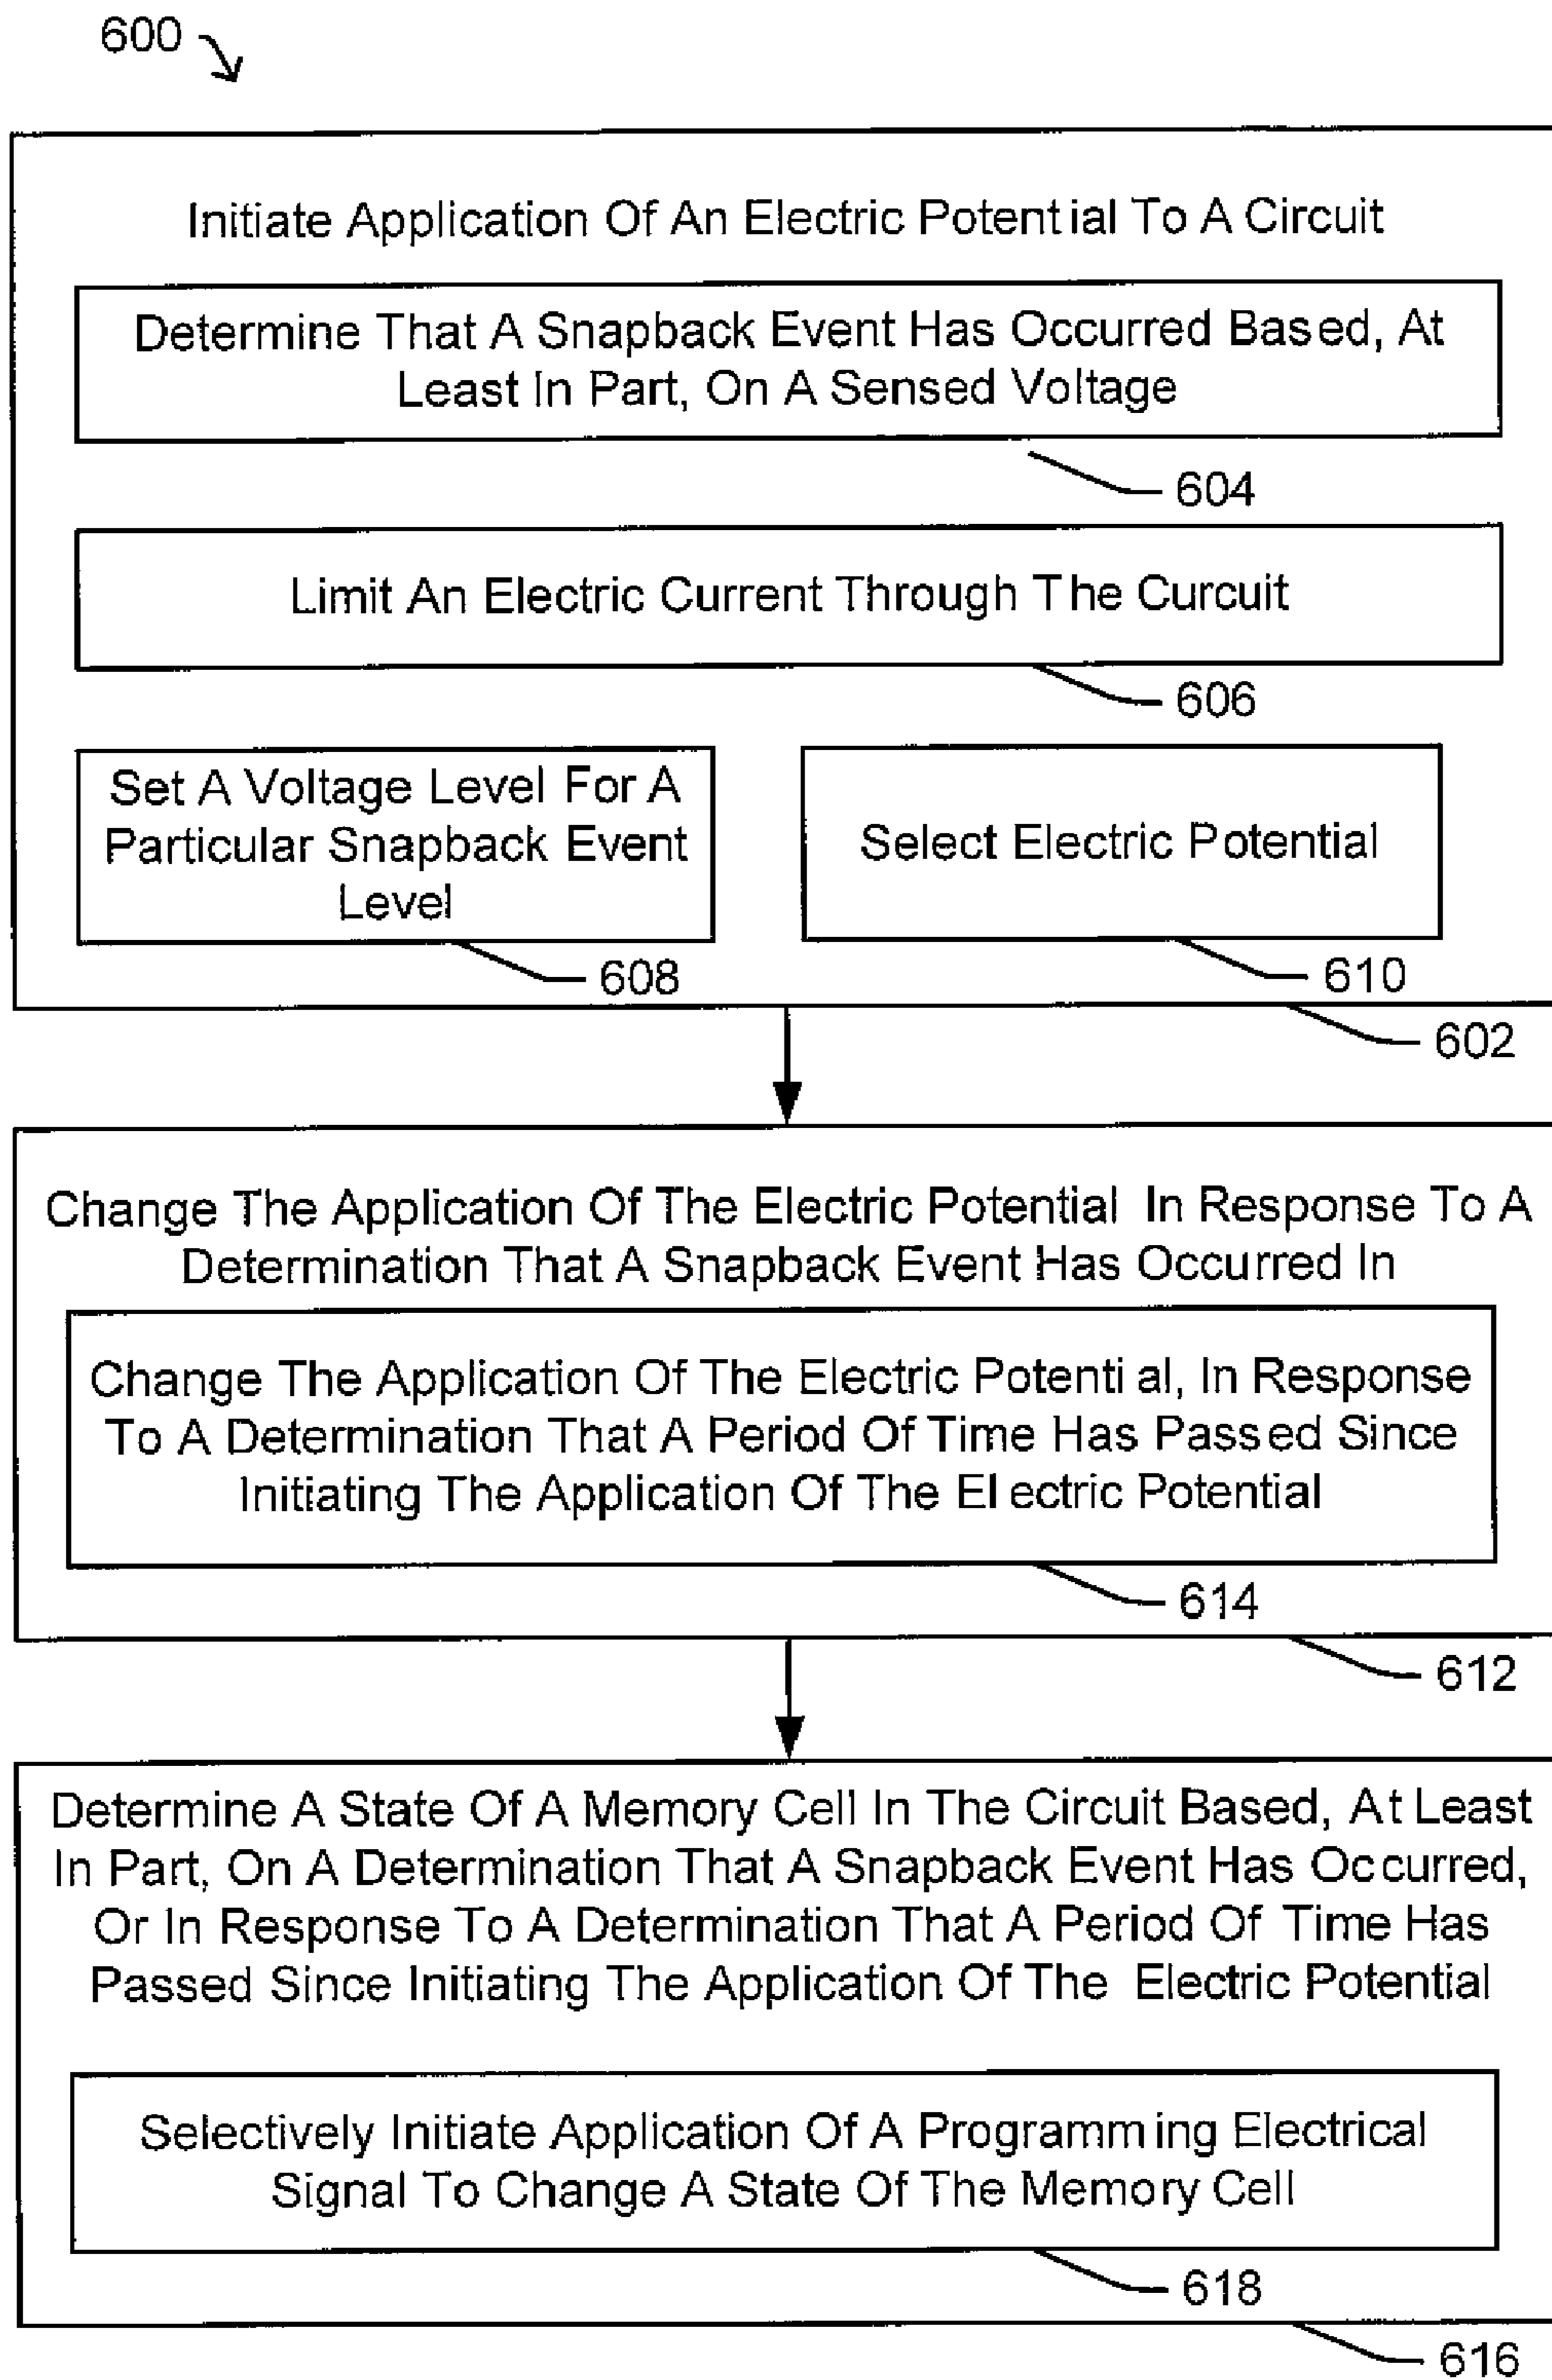 600
Initiate Application Of An Electric Potential To A Circuit
Determine That A Snapback Event Has Occurred Based, At
Least In Part, On A Sensed Voltage
604
Limit An Electric Current Through The Curcuit
606
Set A Voltage Level For A
Particular Snapback Event
Level
608
Select Electric Potential
610
602
Change The Application Of The Electric Potential In Response To A
Determination That A Snapback Event Has Occurred In
Change The Application Of The Electric Potential, In Response
To A Determination That A Period Of Time Has Passed Since
Initiating The Application Of The Electric Potential
614
612
Determine A State Of A Memory Cell In The Circuit Based, At Least
In Part, On A Determination That A Snapback Event Has Occurred,
Or In Response To A Determination That A Period Of Time Has
Passed Since Initiating The Application Of The Electric Potential
Selectively Initiate Application Of A Programming Electrical
Signal To Change A State Of The Memory Cell
618
616